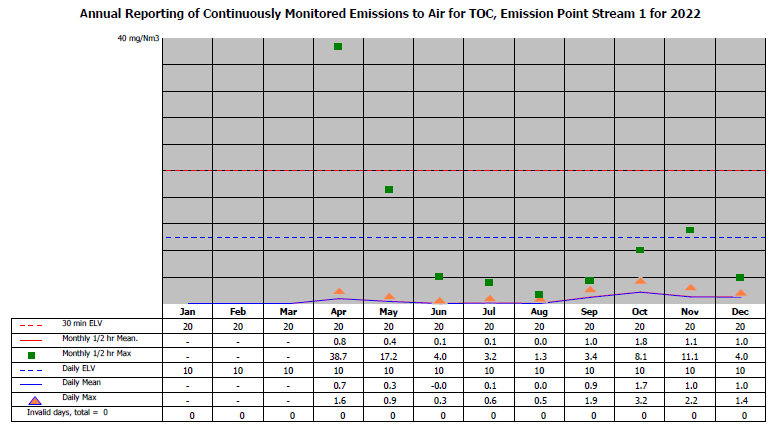 Annual Reporting of Continuously Monitored Emissions to Air for TOC, Emission Point Stream 1 for 2022
40 mg/Nm3
Jan Feb Mar Apr May Jun Jul Aug Sep Oct Nov Dec
30 min ELV 20 20 20 20 20 20 20 20 20 20 20 20
Monthly 1/2 hr Mean. - - - 0.8 0.4 0.1 0.1 0.0 1.0 1.8 1.1 1.0
Monthly 1/2 hr Max - - - 38.7 17.2 4.0 3.2 1.3 3.4 8.1 11.1 4.0
Daily ELV 10 10 10 10 10 10 10 10 10 10 10 10
Daily Mean - - - 0.7 0.3 -0.0 0.1 0.0 0.9 1.7 1.0 1.0
Daily Max - - - 1.6 0.9 0.3 0.6 0.5 1.9 3.2 2.2 1.4
Invalid days, total = 0 0 0 0 0 0 0 0 0 0 0 0 0